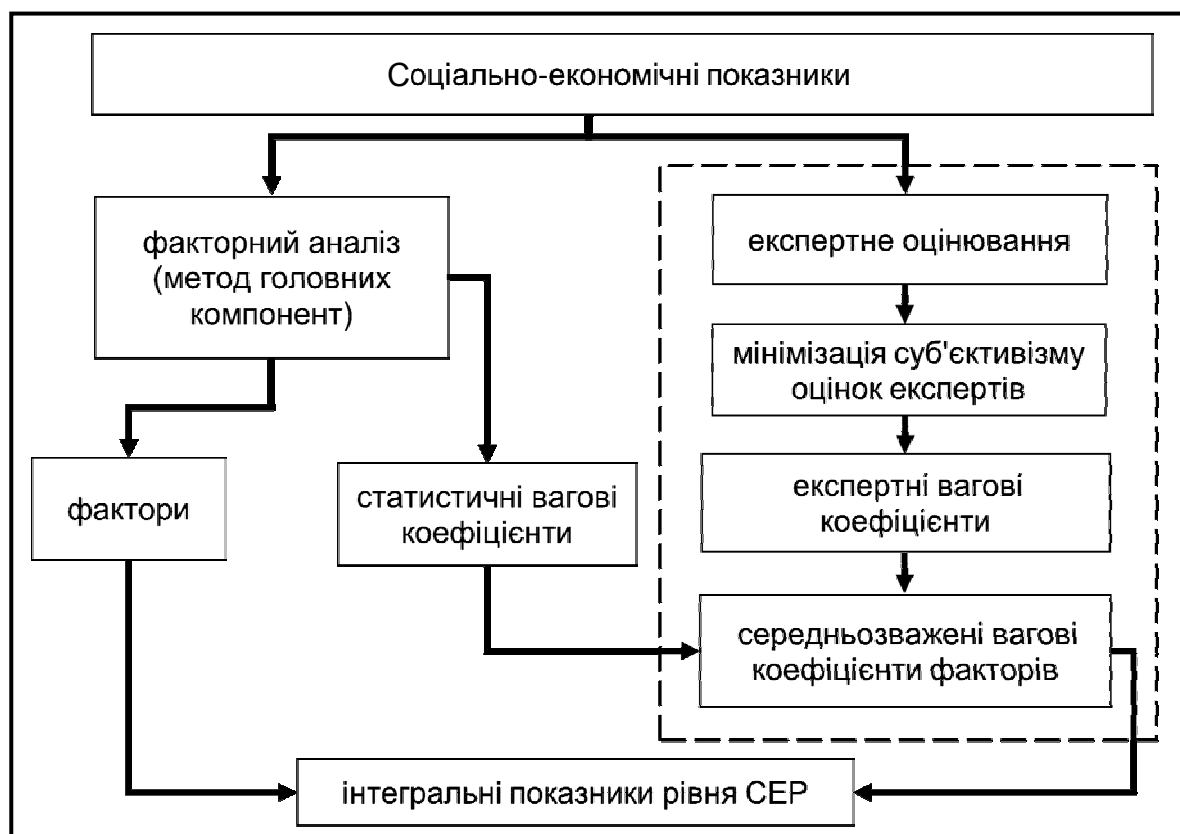 Соціально-економічні показники
факторний аналіз
(метод головних
компонент)
експертне оцінювання
мінімізація суб'єктивізму
оцінок експертів
фактори
статистичні вагові
коефіцієнти
експертні вагові
коефіцієнти
середньозважені вагові
коефіцієнти факторів
інтегральні показники рівня СЕР